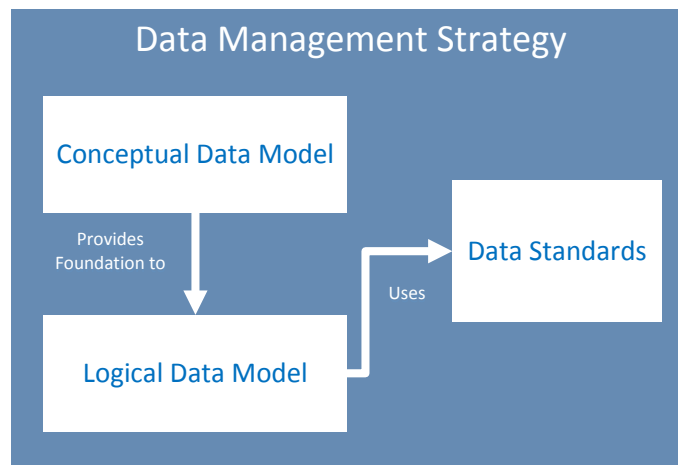 Data Management Strategy
Conceptual Data Model
Provides
Foundation to
Data Standards
Uses
Logical Data Model